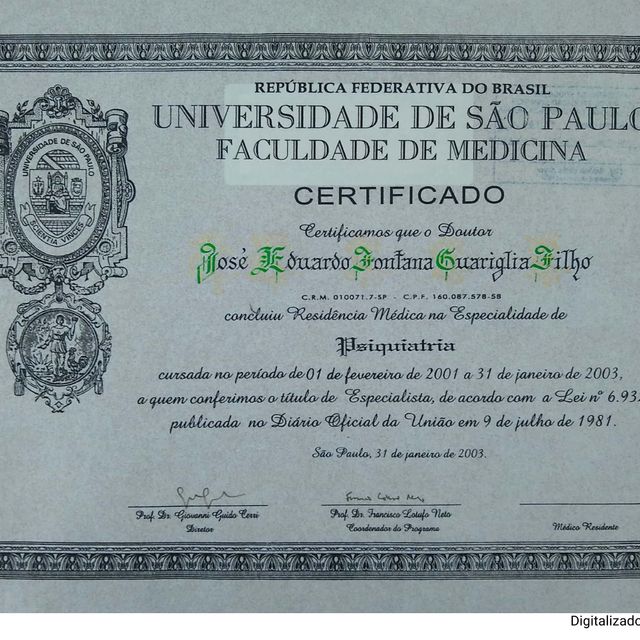 REPÚBLICA FEDERATIVA DO BRASIL
UNIVERSIDADE DE SÃO PAULO
FACULDADE DE MEDICINA
UNIVERSIDADE DE SÃO PAULO
SCIENTIA VINCES
CERTIFICADO
Certificamos que o Doutor
José Eduardo Fontana Guariglia Filho
C.R.M. 010071.7-SP - C.P.F. 160.087.578-58
concluiu Residência Médica na Especialidade de
Psiquiatria
cursada no período de 01 de fevereiro de 2001 a 31 de janeiro de 2003,
a quem conferimos o título de Especialista, de acordo com a Lei nº 6.93
publicada no Diário Oficial da União em 9 de julho de 1981.
São Paulo, 31 de janeiro de 2003.
Prof. Dr. Giovanni Guido Cerri
Diretor
Prof. Dr. Francisco Lotufo Neto
Coordenador do Programa
Médico Residente
Digitalizado